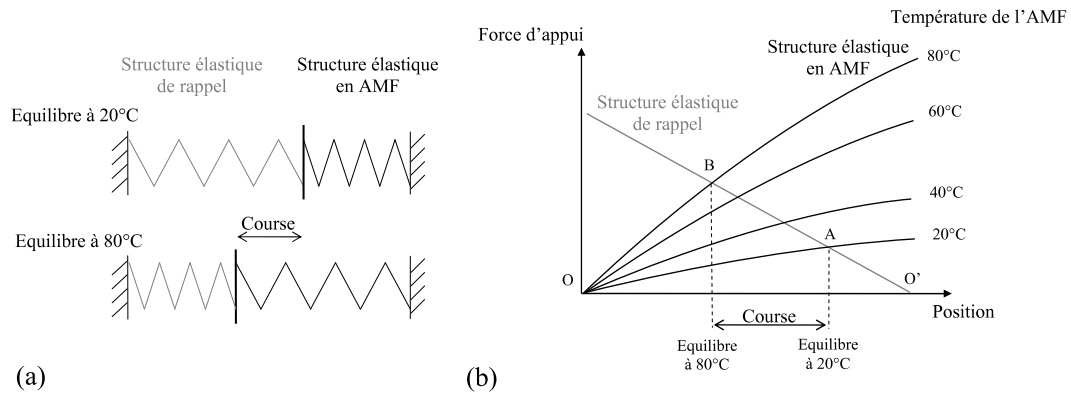 Structure élastique
de rappel
Structure élastique
en AMF
Equilibre à 20°C
Course
Equilibre à 80°C
(a)
Température de l'AMF
Force d'appui
Structure élastique
en AMF
80°C
Structure élastique
de rappel
60°C
B
40°C
A
20°C
O
O'
Position
Course
Equilibre
à 80°C
Equilibre
à 20°C
(b)